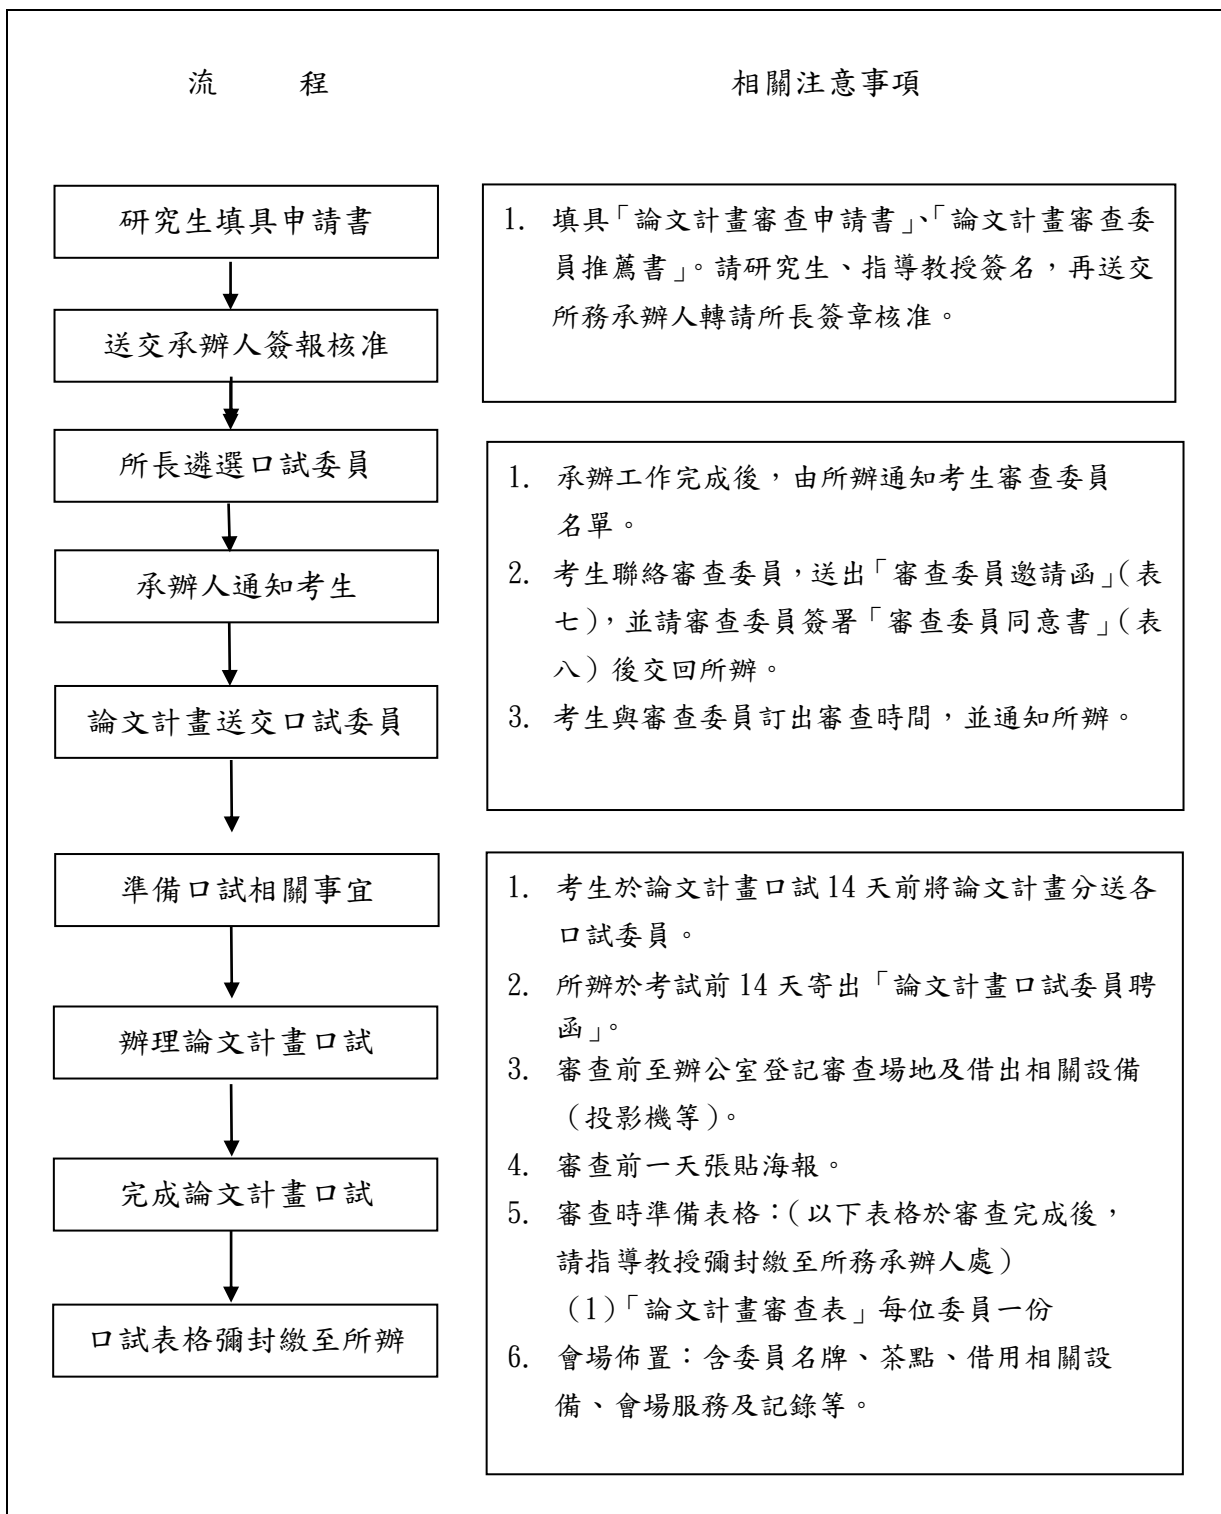 流 程
相關注意事項
研究生填具申請書
送交承辦人簽報核准
所長遴選口試委員
承辦人通知考生
論文計畫送交口試委員
準備口試相關事宜
辦理論文計畫口試
完成論文計畫口試
口試表格彌封繳至所辦
1. 填具「論文計畫審查申請書」、「論文計畫審查委
員推薦書」。請研究生、指導教授簽名，再送交
所務承辦人轉請所長簽章核准。
1. 承辦工作完成後，由所辦通知考生審查委員
名單。
2. 考生聯絡審查委員，送出「審查委員邀請函」（表
七），並請審查委員簽署「審查委員同意書」（表
八）後交回所辦。
3. 考生與審查委員訂出審查時間，並通知所辦。
1. 考生於論文計畫口試 14 天前將論文計畫分送各
口試委員。
2. 所辦於考試前 14 天寄出「論文計畫口試委員聘
函」。
3. 審查前至辦公室登記審查場地及借出相關設備
（投影機等）。
4. 審查前一天張貼海報。
5. 審查時準備表格：（以下表格於審查完成後，
請指導教授彌封繳至所務承辦人處）
(1)「論文計畫審查表」每位委員一份
6. 會場佈置：含委員名牌、茶點、借用相關設
備、會場服務及記錄等。